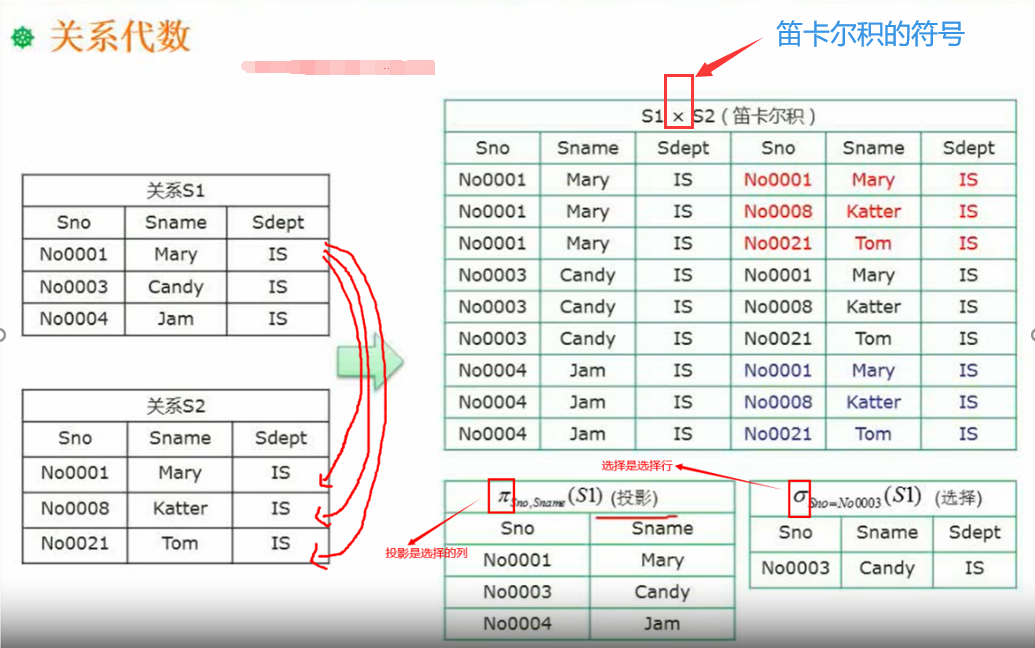 关系代数
笛卡尔积的符号
关系S1
Sno Sname Sdept
No0001 Mary IS
No0003 Candy IS
No0004 Jam IS
关系S2
Sno Sname Sdept
No0001 Mary IS
No0008 Katter IS
No0021 Tom IS
S1 × S2 ( 笛卡尔积 )
Sno Sname Sdept Sno Sname Sdept
No0001 Mary IS No0001 Mary IS
No0001 Mary IS No0008 Katter IS
No0001 Mary IS No0021 Tom IS
No0003 Candy IS No0001 Mary IS
No0003 Candy IS No0008 Katter IS
No0003 Candy IS No0021 Tom IS
No0004 Jam IS No0001 Mary IS
No0004 Jam IS No0008 Katter IS
No0004 Jam IS No0021 Tom IS
选择是选择行
投影是选择的列
π Sno,Sname (S1) (投影)
Sno Sname
No0001 Mary
No0003 Candy
No0004 Jam
σ Sno=No0003 (S1) (选择)
Sno Sname Sdept
No0003 Candy IS